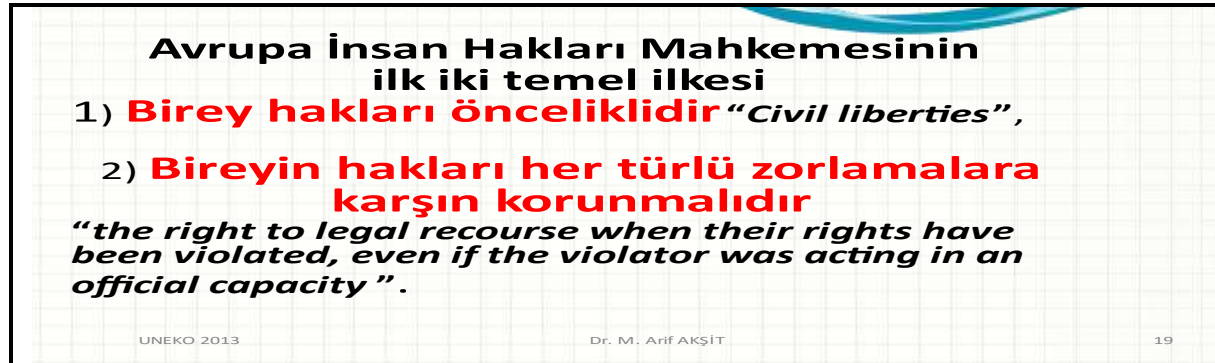 Avrupa İnsan Hakları Mahkemesinin
ilk iki temel ilkesi
1) Birey hakları önceliklidir “Civil liberties”,
2) Bireyin hakları her türlü zorlamalara
karşın korunmalıdır
“the right to legal recourse when their rights have
been violated, even if the violator was acting in an
official capacity”.
UNEKO 2013 Dr. M. Arif AKŞİT 19